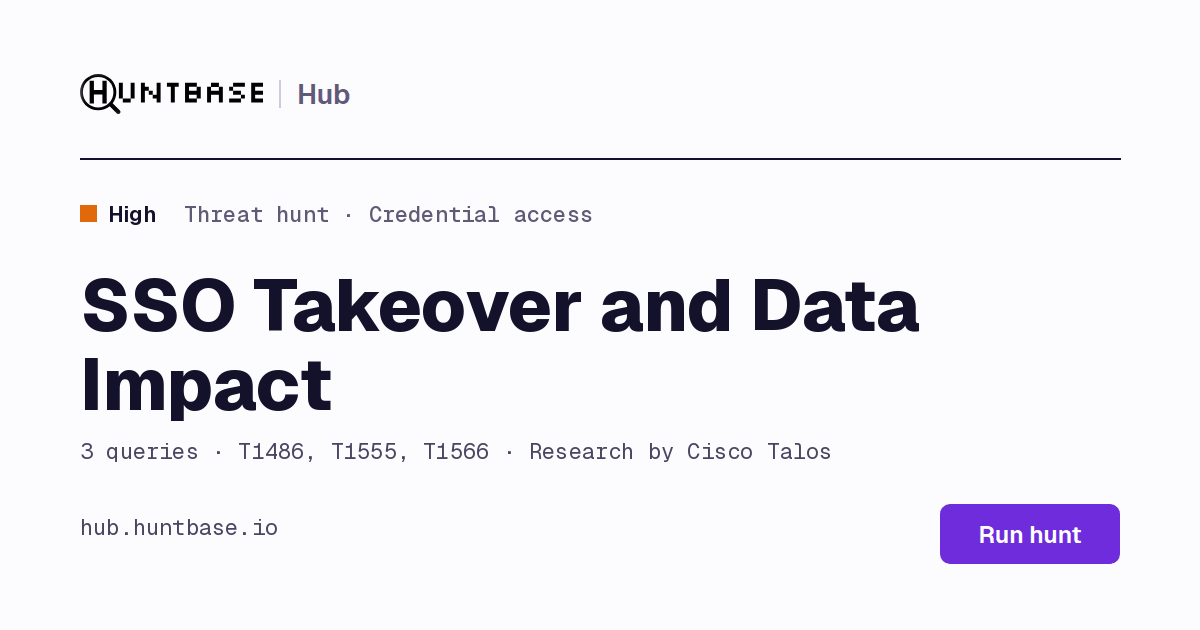 HUNTBASE Hub
High Threat hunt · Credential access
SSO Takeover and Data
Impact
3 queries · T1486, T1555, T1566 · Research by Cisco Talos
hub.huntbase.io
Run hunt